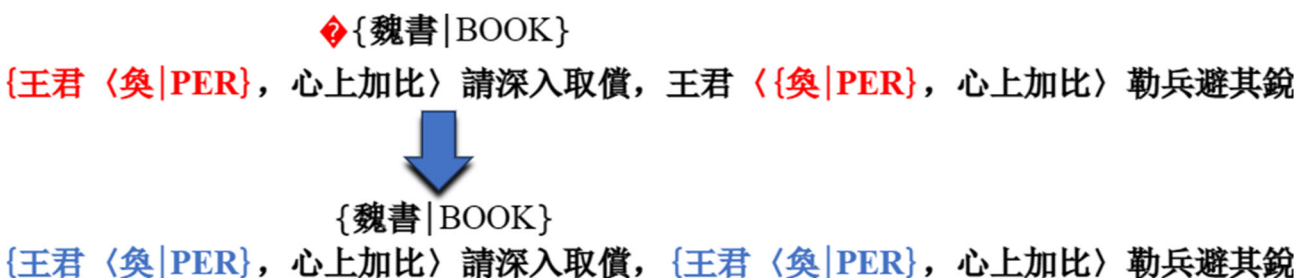 �{魏書|BOOK}
{王君〈奐|PER}，心上加比〉請深入取償，王君〈{奐|PER}，心上加比〉勒兵避其銳
{魏書|BOOK}
{王君〈奐|PER}，心上加比〉請深入取償，{王君〈奐|PER}，心上加比〉勒兵避其銳